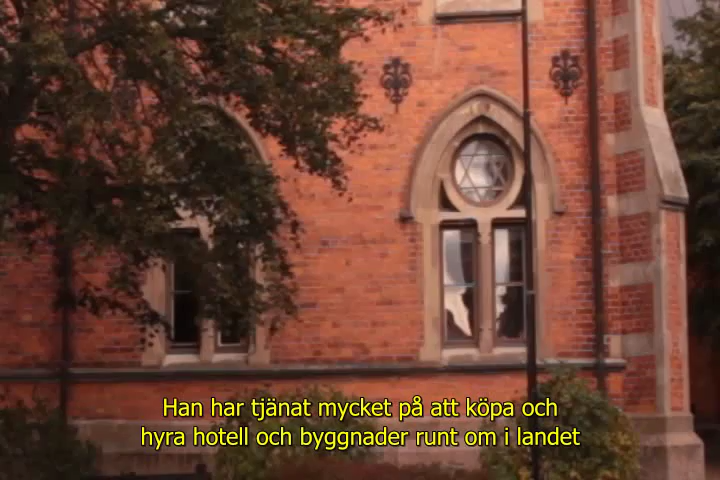 Han har tjänat mycket på att köpa och
hyra hotell och byggnader runt om i landet